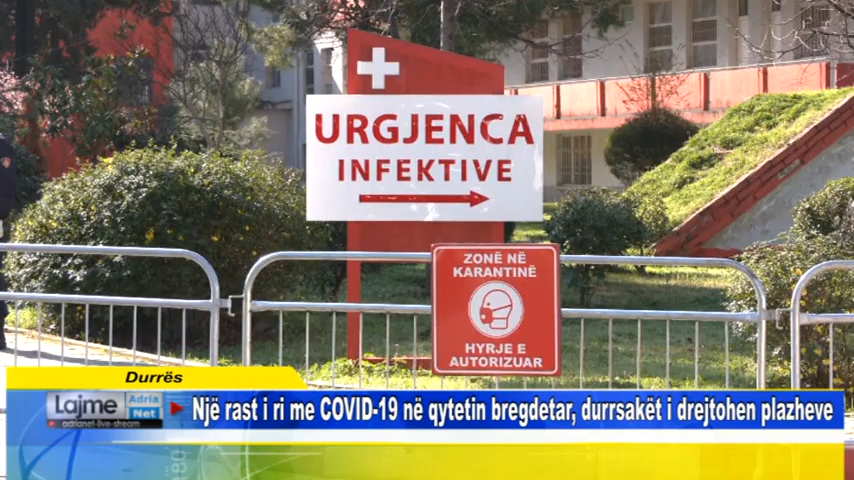 URGJENCA
INFEKTIVE
ZONË NË
KARANTINË
HYRJE E
AUTORIZUAR
Durrës
Lajme Adria Net
adrianet-live-stream
Një rast i ri me COVID-19 në qytetin bregdetar, durrsakët i drejtohen plazheve